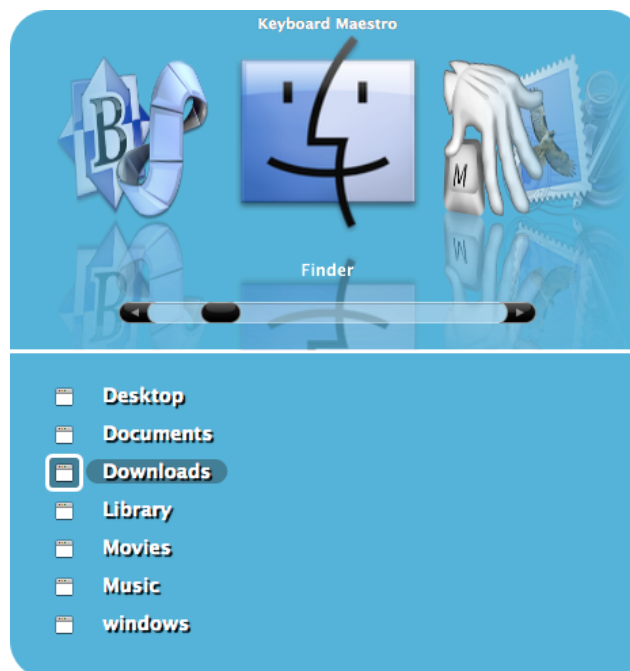 Keyboard Maestro
B
M
Finder
Desktop
Documents
Downloads
Library
Movies
Music
windows